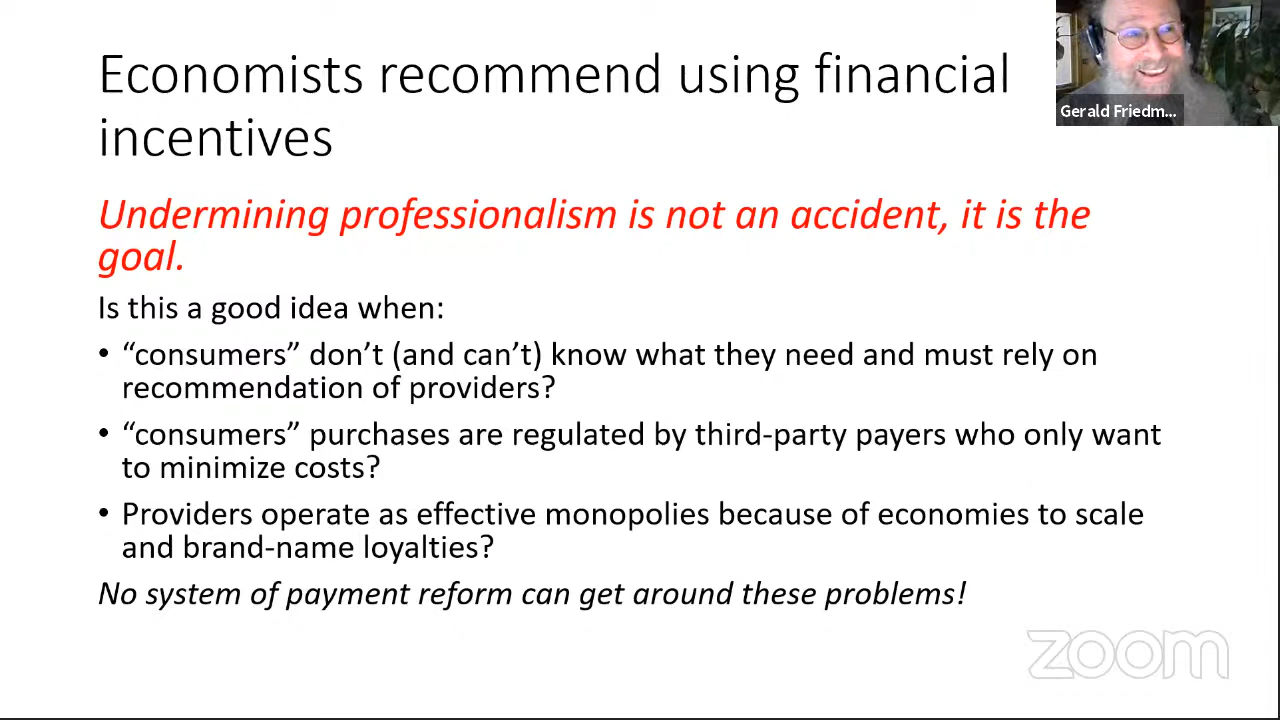 Economists recommend using financial
incentives
Gerald Friedm...
Undermining professionalism is not an accident, it is the
goal.
Is this a good idea when:
• “consumers” don’t (and can’t) know what they need and must rely on
recommendation of providers?
• “consumers” purchases are regulated by third-party payers who only want
to minimize costs?
• Providers operate as effective monopolies because of economies to scale
and brand-name loyalties?
No system of payment reform can get around these problems!
zoom